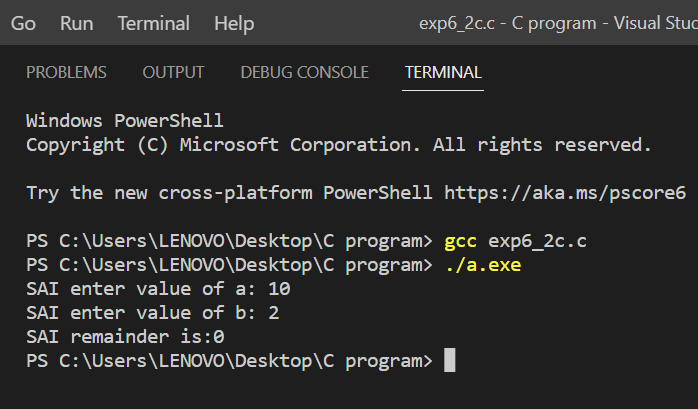 Go Run Terminal Help exp6_2c.c - C program - Visual Stu
PROBLEMS OUTPUT DEBUG CONSOLE TERMINAL
Windows PowerShell
Copyright (C) Microsoft Corporation. All rights reserved.
Try the new cross-platform PowerShell https://aka.ms/pscore6
PS C:\Users\LENOVO\Desktop\C program> gcc exp6_2c.c
PS C:\Users\LENOVO\Desktop\C program> ./a.exe
SAI enter value of a: 10
SAI enter value of b: 2
SAI remainder is:0
PS C:\Users\LENOVO\Desktop\C program>